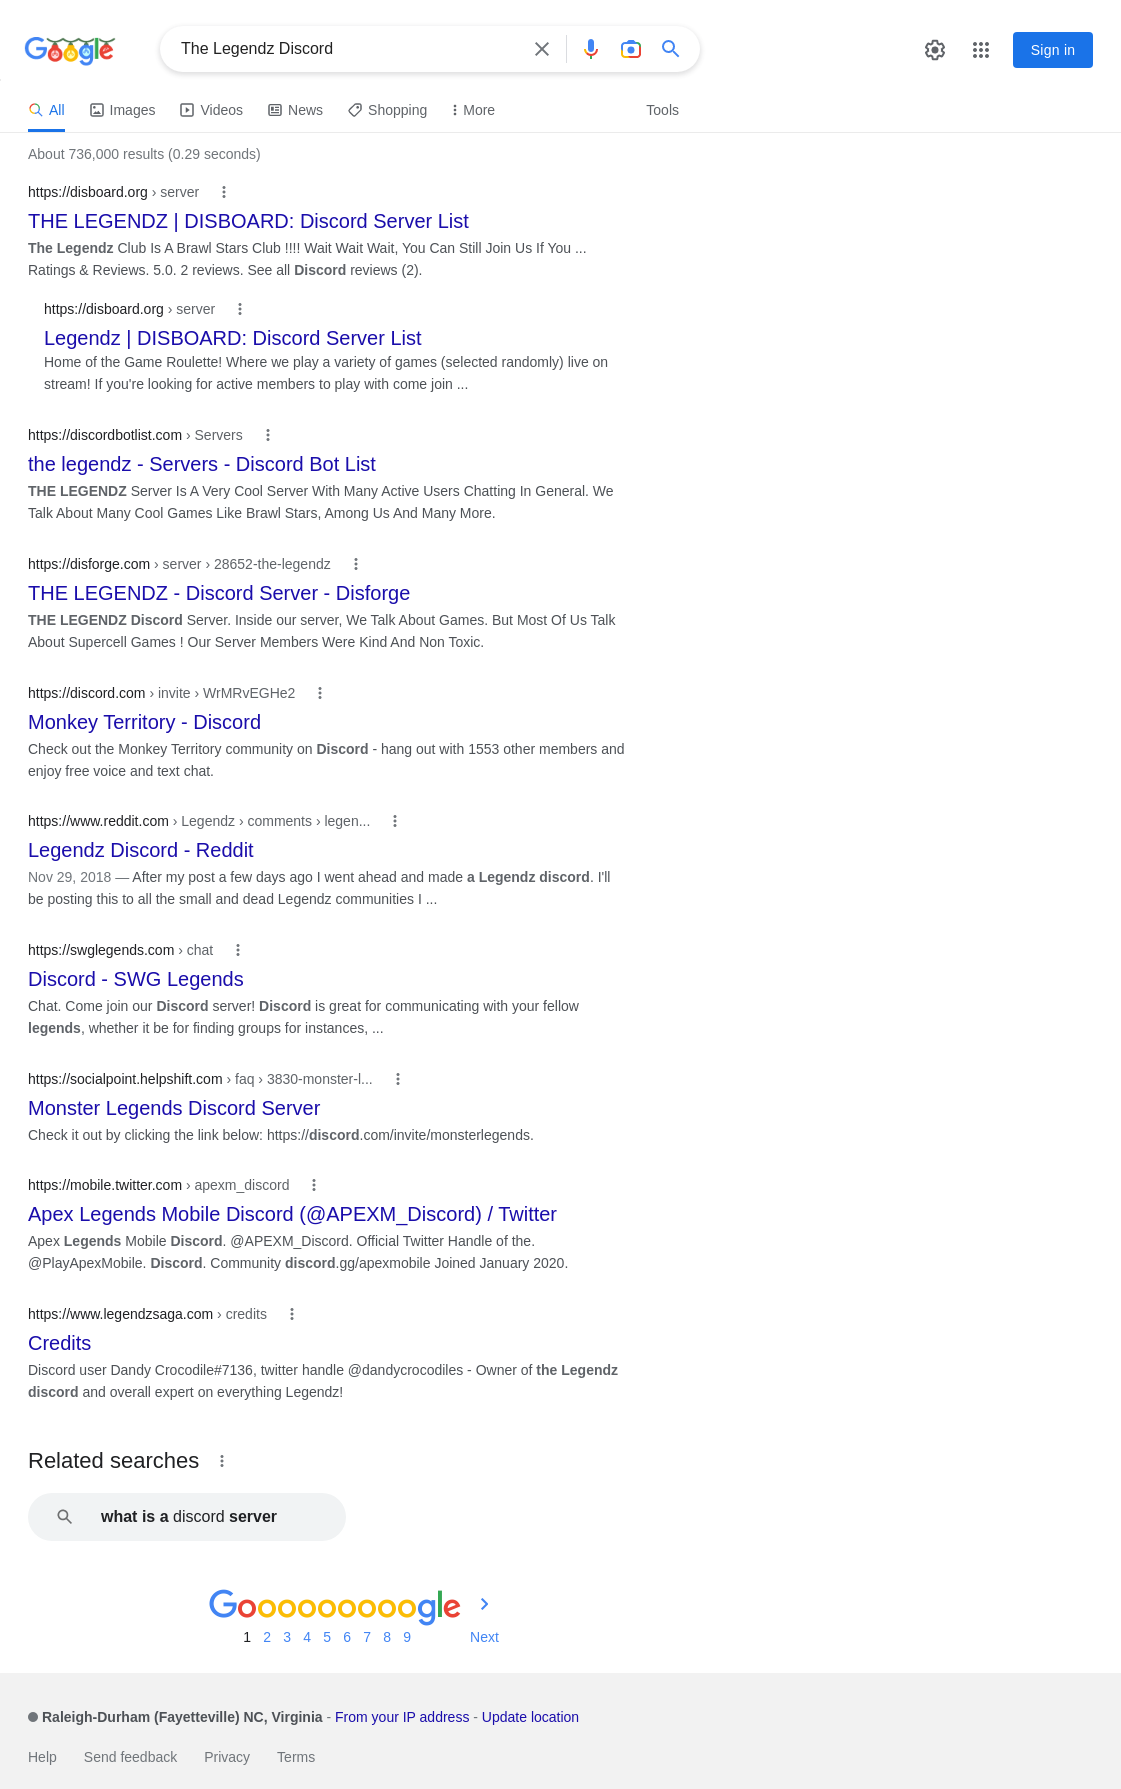 Google
The Legendz Discord
Sign in
All Images Videos News Shopping More Tools
About 736,000 results (0.29 seconds)
https://disboard.org › server
THE LEGENDZ | DISBOARD: Discord Server List
The Legendz Club Is A Brawl Stars Club !!!! Wait Wait Wait, You Can Still Join Us If You ...
Ratings & Reviews. 5.0. 2 reviews. See all Discord reviews (2).
https://disboard.org › server
Legendz | DISBOARD: Discord Server List
Home of the Game Roulette! Where we play a variety of games (selected randomly) live on
stream! If you're looking for active members to play with come join ...
https://discordbotlist.com › Servers
the legendz - Servers - Discord Bot List
THE LEGENDZ Server Is A Very Cool Server With Many Active Users Chatting In General. We
Talk About Many Cool Games Like Brawl Stars, Among Us And Many More.
https://disforge.com › server › 28652-the-legendz
THE LEGENDZ - Discord Server - Disforge
THE LEGENDZ Discord Server. Inside our server, We Talk About Games. But Most Of Us Talk
About Supercell Games ! Our Server Members Were Kind And Non Toxic.
https://discord.com › invite › WrMRvEGHe2
Monkey Territory - Discord
Check out the Monkey Territory community on Discord - hang out with 1553 other members and
enjoy free voice and text chat.
https://www.reddit.com › Legendz › comments › legen...
Legendz Discord - Reddit
Nov 29, 2018 — After my post a few days ago I went ahead and made a Legendz discord. I'll
be posting this to all the small and dead Legendz communities I ...
https://swglegends.com › chat
Discord - SWG Legends
Chat. Come join our Discord server! Discord is great for communicating with your fellow
legends, whether it be for finding groups for instances, ...
https://socialpoint.helpshift.com › faq › 3830-monster-l...
Monster Legends Discord Server
Check it out by clicking the link below: https://discord.com/invite/monsterlegends.
https://mobile.twitter.com › apexm_discord
Apex Legends Mobile Discord (@APEXM_Discord) / Twitter
Apex Legends Mobile Discord. @APEXM_Discord. Official Twitter Handle of the.
@PlayApexMobile. Discord. Community discord.gg/apexmobile Joined January 2020.
https://www.legendzsaga.com › credits
Credits
Discord user Dandy Crocodile#7136, twitter handle @dandycrocodiles - Owner of the Legendz
discord and overall expert on everything Legendz!
Related searches
what is a discord server
Goooooooooogle
1 2 3 4 5 6 7 8 9 Next
Raleigh-Durham (Fayetteville) NC, Virginia - From your IP address - Update location
Help Send feedback Privacy Terms